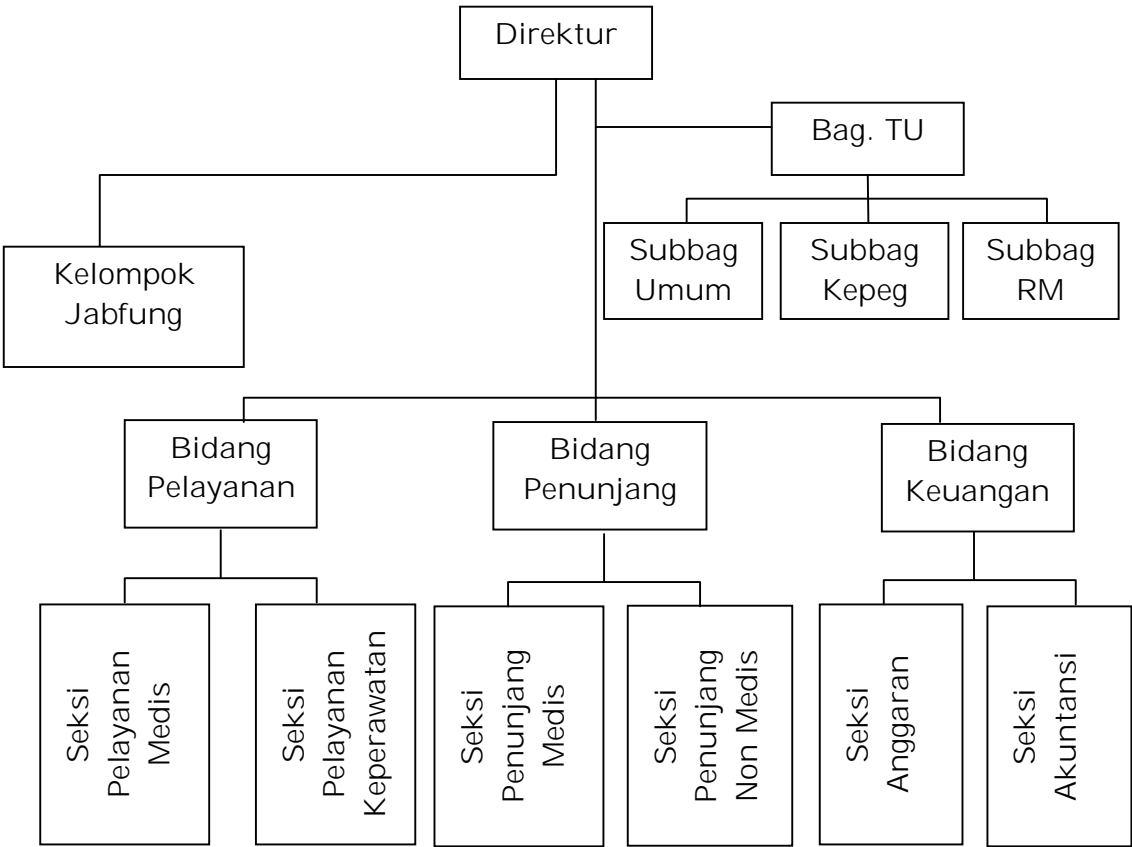 Direktur
Bag. TU
Subbag
Umum
Subbag
Kepeg
Subbag
RM
Kelompok
Jabfung
Bidang
Pelayanan
Bidang
Penunjang
Bidang
Keuangan
Seksi
Pelayanan
Medis
Seksi
Pelayanan
Keperawatan
Seksi
Penunjang
Medis
Seksi
Penunjang
Non Medis
Seksi
Anggaran
Seksi
Akuntansi